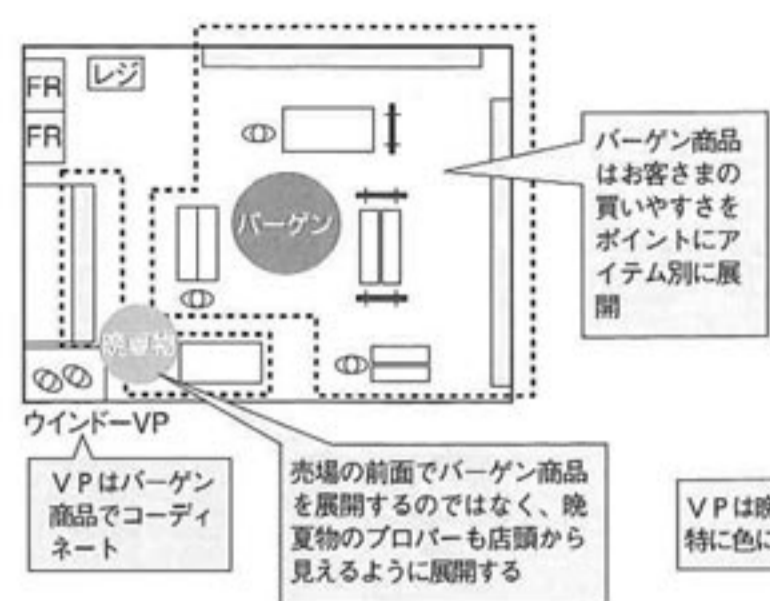 FR
レジ
FR
バーゲン
晩夏物
ウインドーVP
バーゲン商品
はお客さまの
買いやすさを
ポイントにア
イテム別に展
開
VPはバーゲン
商品でコーディ
ネート
売場の前面でバーゲン商品
を展開するのではなく、晩
夏物のプロパーも店頭から
見えるように展開する
VPは晩
特に色に